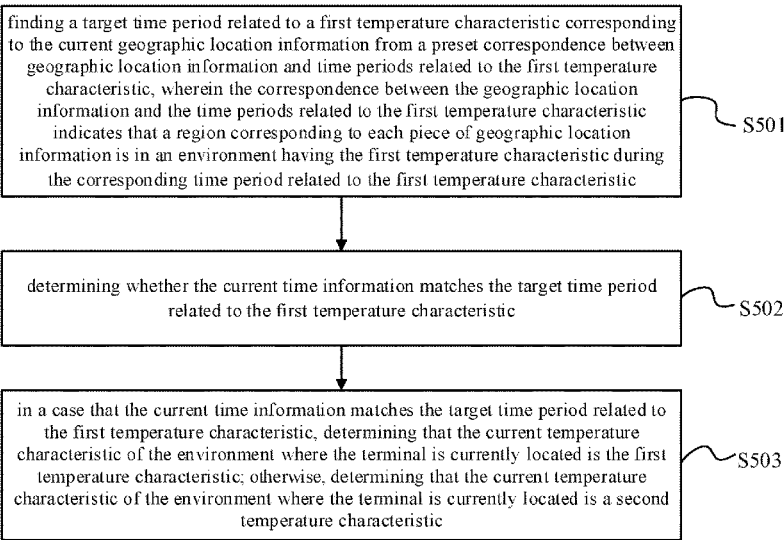 finding a target time period related to a first temperature characteristic corresponding
to the current geographic location information from a preset correspondence between
geographic location information and time periods related to the first temperature
characteristic, wherein the correspondence between the geographic location
information and the time periods related to the first temperature characteristic
indicates that a region corresponding to each piece of geographic location
information is in an environment having the first temperature characteristic during
the corresponding time period related to the first temperature characteristic
S501
determining whether the current time information matches the target time period
related to the first temperature characteristic
S502
in a case that the current time information matches the target time period related to
the first temperature characteristic, determining that the current temperature
characteristic of the environment where the terminal is currently located is the first
temperature characteristic; otherwise, determining that the current temperature
characteristic of the environment where the terminal is currently located is a second
temperature characteristic
S503